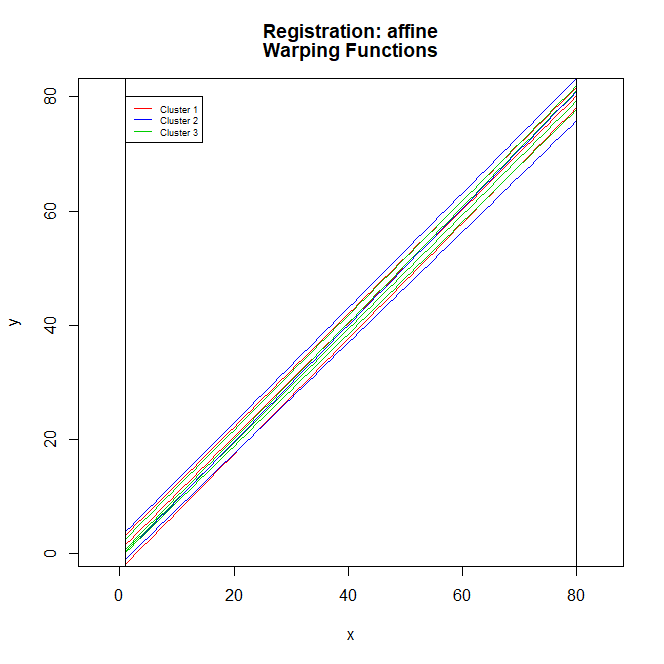 Registration: affine
Warping Functions
80
60
40
20
0
y
Cluster 1
Cluster 2
Cluster 3
0 20 40 60 80
x